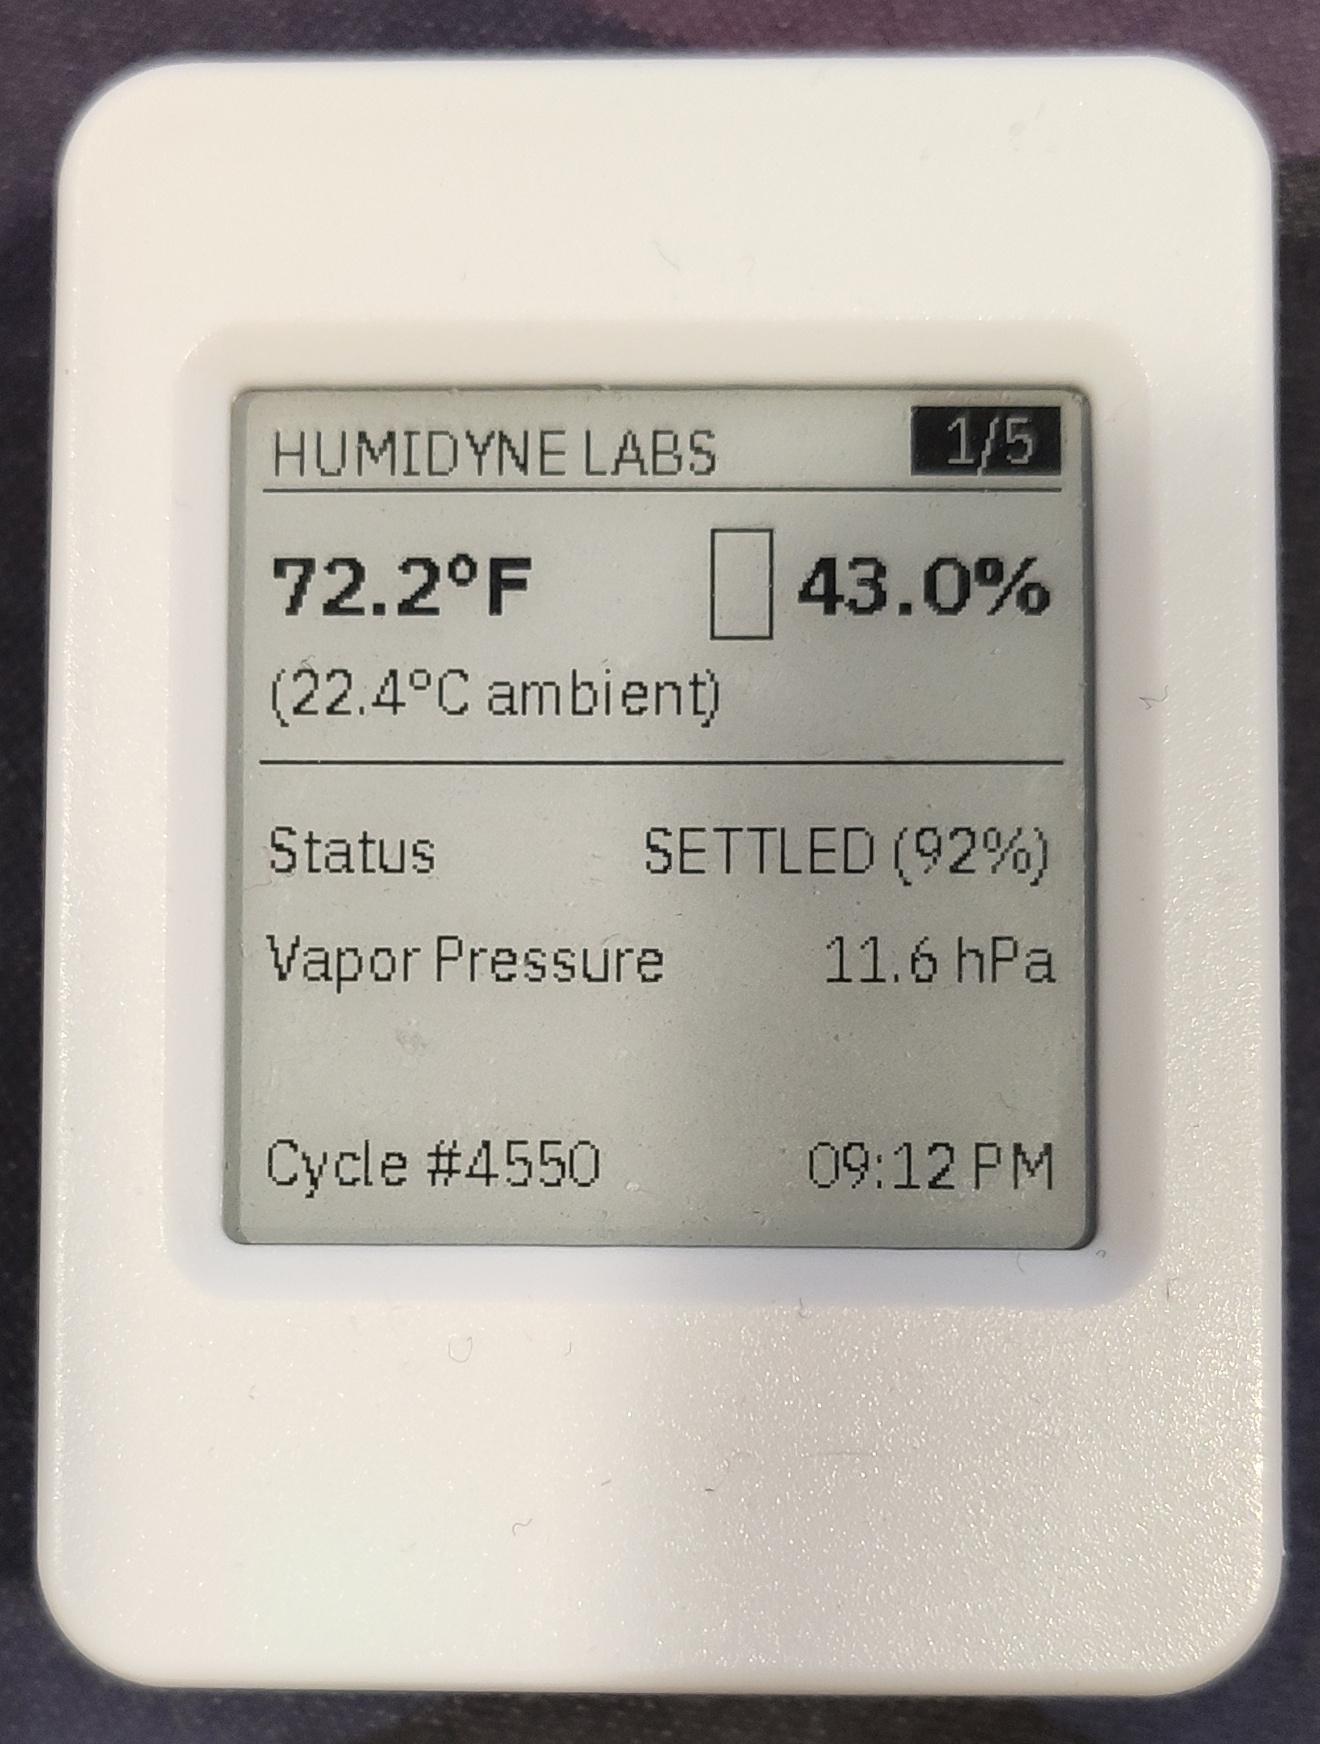 HUMIDYNE LABS 1/5
72.2°F 43.0%
(22.4°C ambient)
Status SETTLED (92%)
Vapor Pressure 11.6 hPa
Cycle #4550 09:12 PM